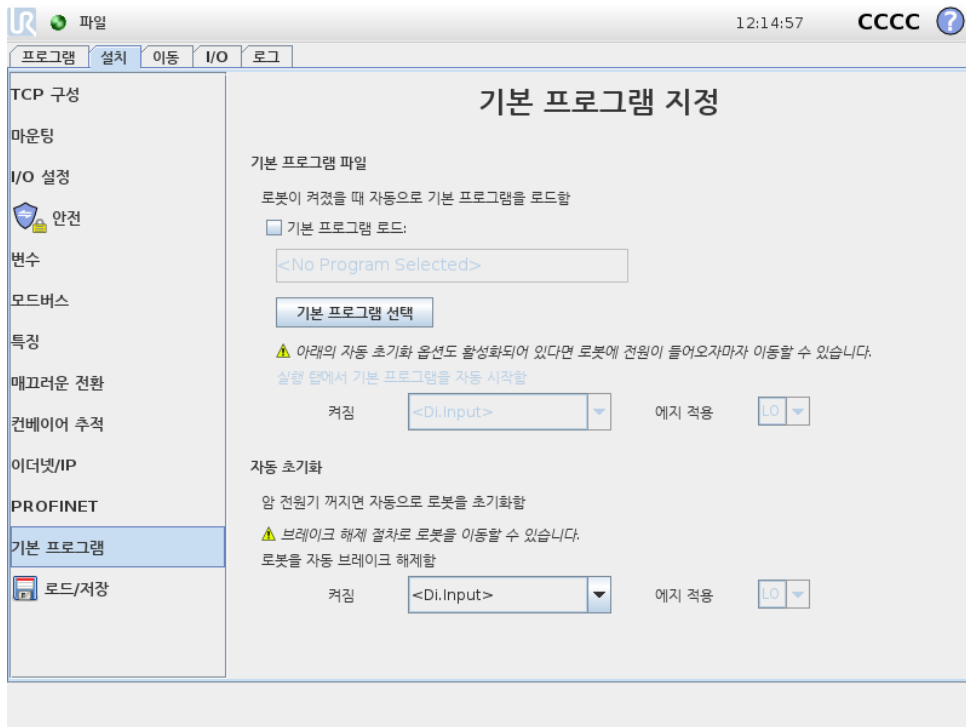 UR 파일 12:14:57 CCCC ?
프로그램 설치 이동 I/O 로그
TCP 구성
마운팅
I/O 설정
안전
변수
모드버스
특징
매끄러운 전환
컨베이어 추적
이더넷/IP
PROFINET
기본 프로그램
로드/저장
기본 프로그램 지정
기본 프로그램 파일
로봇이 켜졌을 때 자동으로 기본 프로그램을 로드함
기본 프로그램 로드:
<No Program Selected>
기본 프로그램 선택
아래의 자동 초기화 옵션도 활성화되어 있다면 로봇에 전원이 들어오자마자 이동할 수 있습니다.
실행 탭에서 기본 프로그램을 자동 시작함
켜짐 <Di.Input> 에지 적용 LO
자동 초기화
암 전원기 꺼지면 자동으로 로봇을 초기화함
브레이크 해제 절차로 로봇을 이동할 수 있습니다.
로봇을 자동 브레이크 해제함
켜짐 <Di.Input> 에지 적용 LO